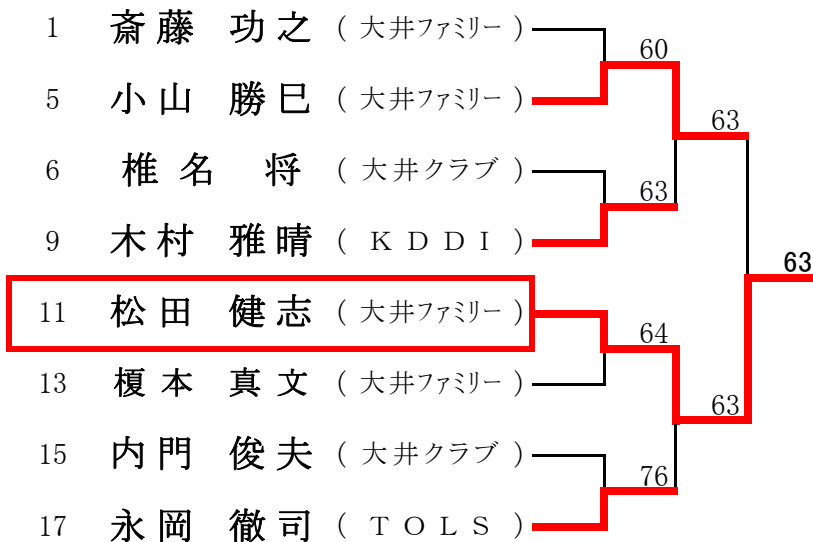 1 斎藤 功之 ( 大井ファミリー )
60
5 小山 勝巳 ( 大井ファミリー )
63
6 椎名 将 ( 大井クラブ )
63
9 木村 雅晴 ( KDDI )
63
11 松田 健志 ( 大井ファミリー )
64
13 榎本 真文 ( 大井ファミリー )
63
15 内門 俊夫 ( 大井クラブ )
76
17 永岡 徹司 ( TOLS )